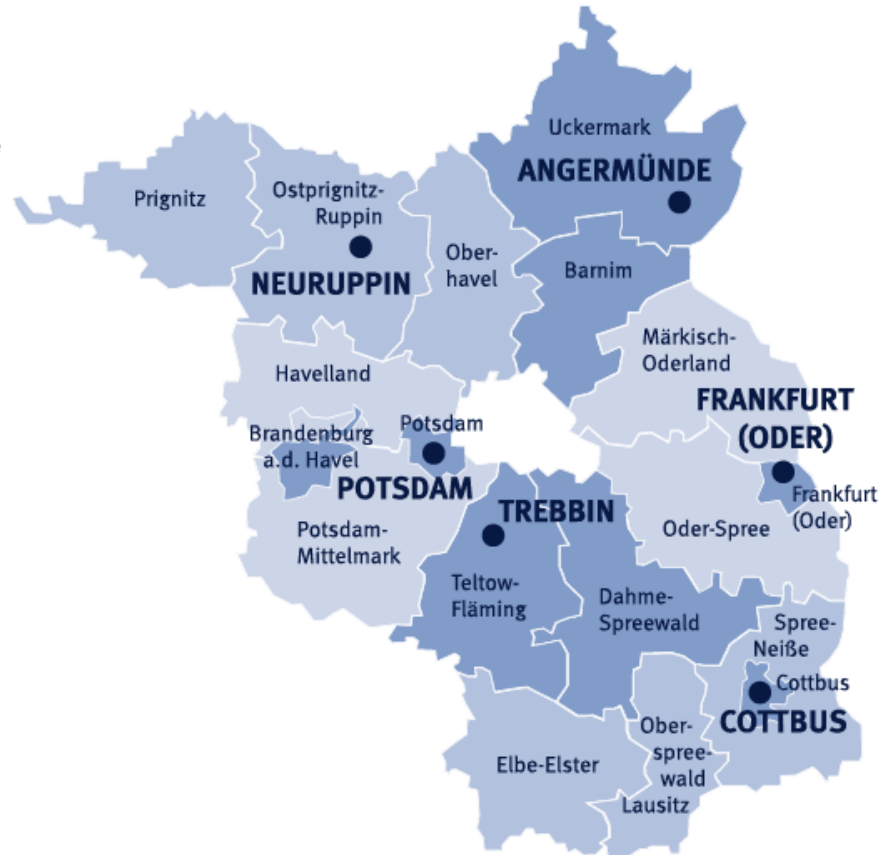 Uckermark
ANGERMÜNDE
Prignitz
Ostprignitz-
Ruppin
NEURUPPIN
Ober-
havel
Barnim
Märkisch-
Oderland
Havelland
FRANKFURT
(ODER)
Potsdam
Brandenburg
a.d. Havel
POTSDAM
Frankfurt
(Oder)
TREBBIN
Oder-Spree
Potsdam-
Mittelmark
Teltow-
Fläming
Dahme-
Spreewald
Spree-
Neiße
Cottbus
COTTBUS
Ober-
spree-
wald
Lausitz
Elbe-Elster